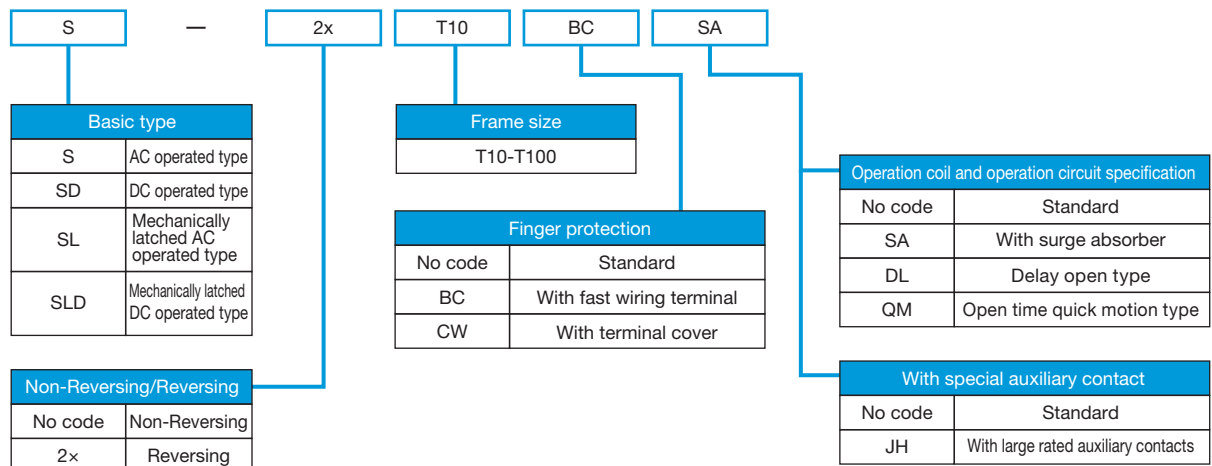 S — 2x T10 BC SA
Basic type
S AC operated type
SD DC operated type
SL Mechanically
latched AC
operated type
SLD Mechanically latched
DC operated type
Non-Reversing/Reversing
No code Non-Reversing
2× Reversing
Frame size
T10-T100
Finger protection
No code Standard
BC With fast wiring terminal
CW With terminal cover
Operation coil and operation circuit specification
No code Standard
SA With surge absorber
DL Delay open type
QM Open time quick motion type
With special auxiliary contact
No code Standard
JH With large rated auxiliary contacts